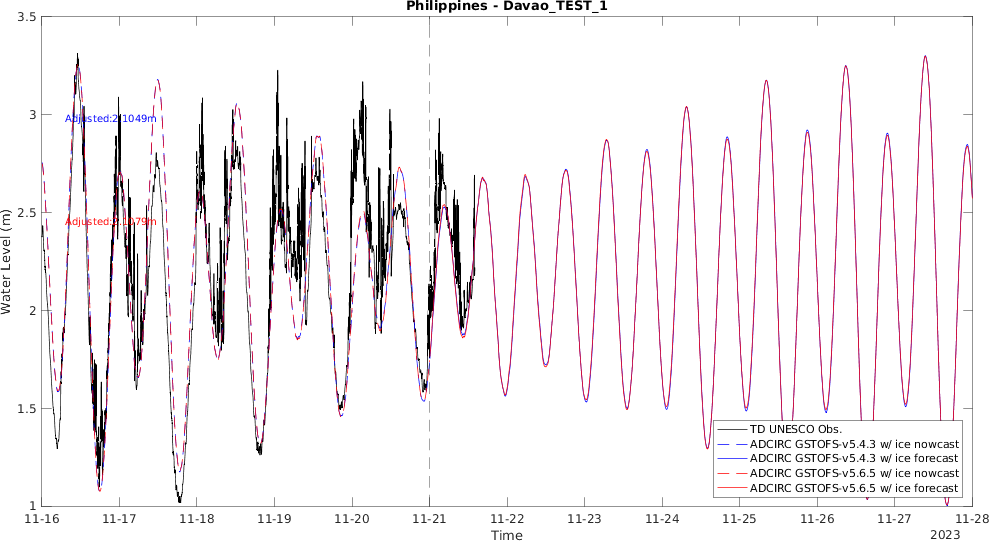 Philippines - Davao_TEST_1
3.5
3
2.5
2
1.5
1
Water Level (m)
Adjusted:2.1049m
TD UNESCO Obs.
ADCIRC GSTOFS-v5.4.3 w/ ice nowcast
ADCIRC GSTOFS-v5.4.3 w/ ice forecast
ADCIRC GSTOFS-v5.6.5 w/ ice nowcast
ADCIRC GSTOFS-v5.6.5 w/ ice forecast
11-16 11-17 11-18 11-19 11-20 11-21 11-22 11-23 11-24 11-25 11-26 11-27 11-28
Time
2023